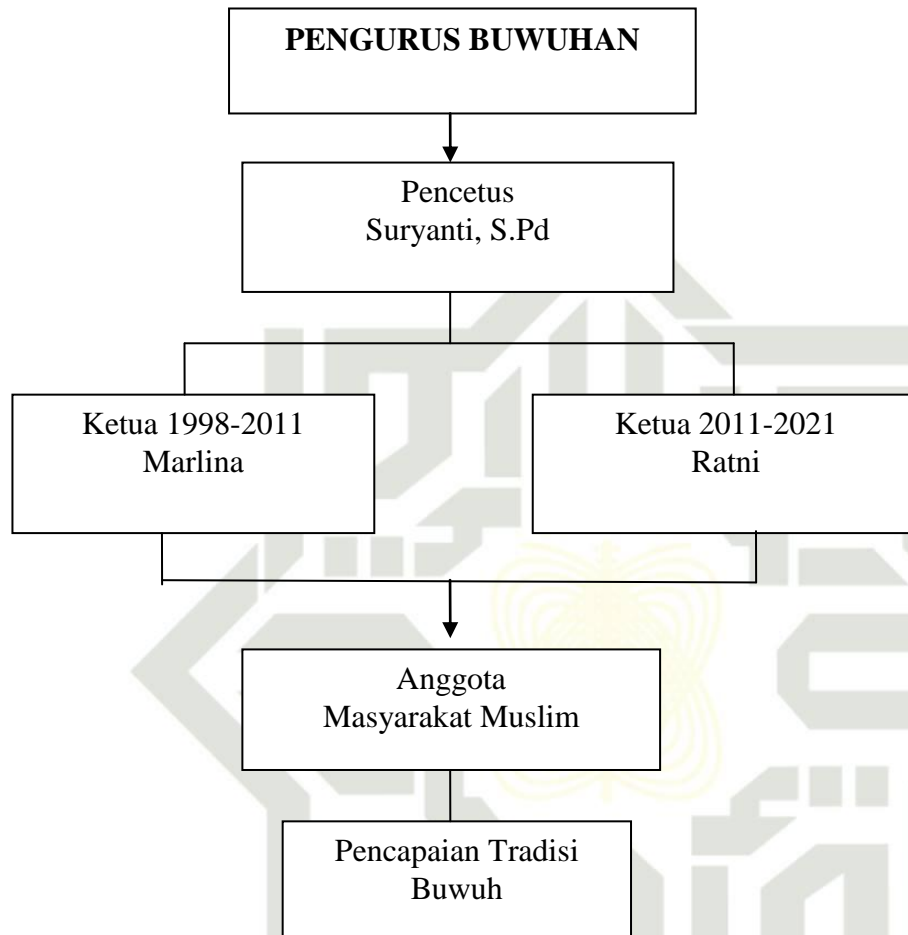 PENGURUS BUWUHAN
Pencetus
Suryanti, S.Pd
Ketua 1998-2011
Marlina
Ketua 2011-2021
Ratni
Anggota
Masyarakat Muslim
Pencapaian Tradisi
Buwuh